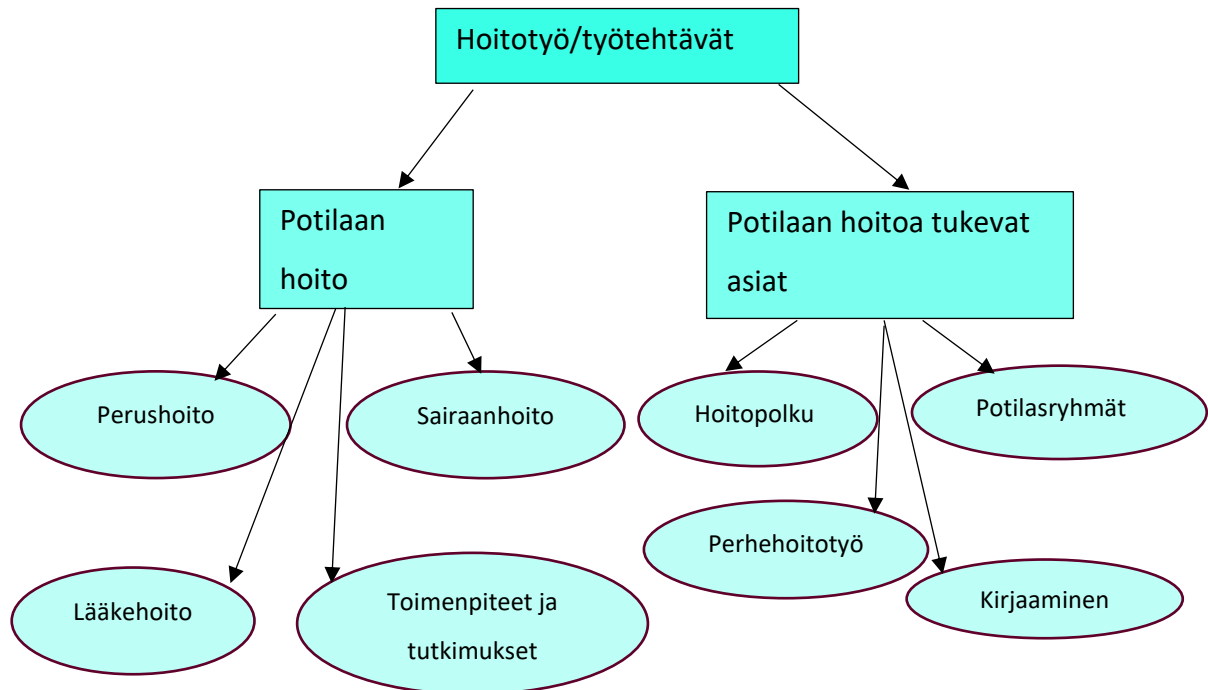 Hoitotyö/työtehtävät
Potilaan
hoito
Potilaan hoitoa tukevat
asiat
Perushoito
Sairaanhoito
Hoitopolku
Potilasryhmät
Lääkehoito
Toimenpiteet ja
tutkimukset
Perhehoitotyö
Kirjaaminen